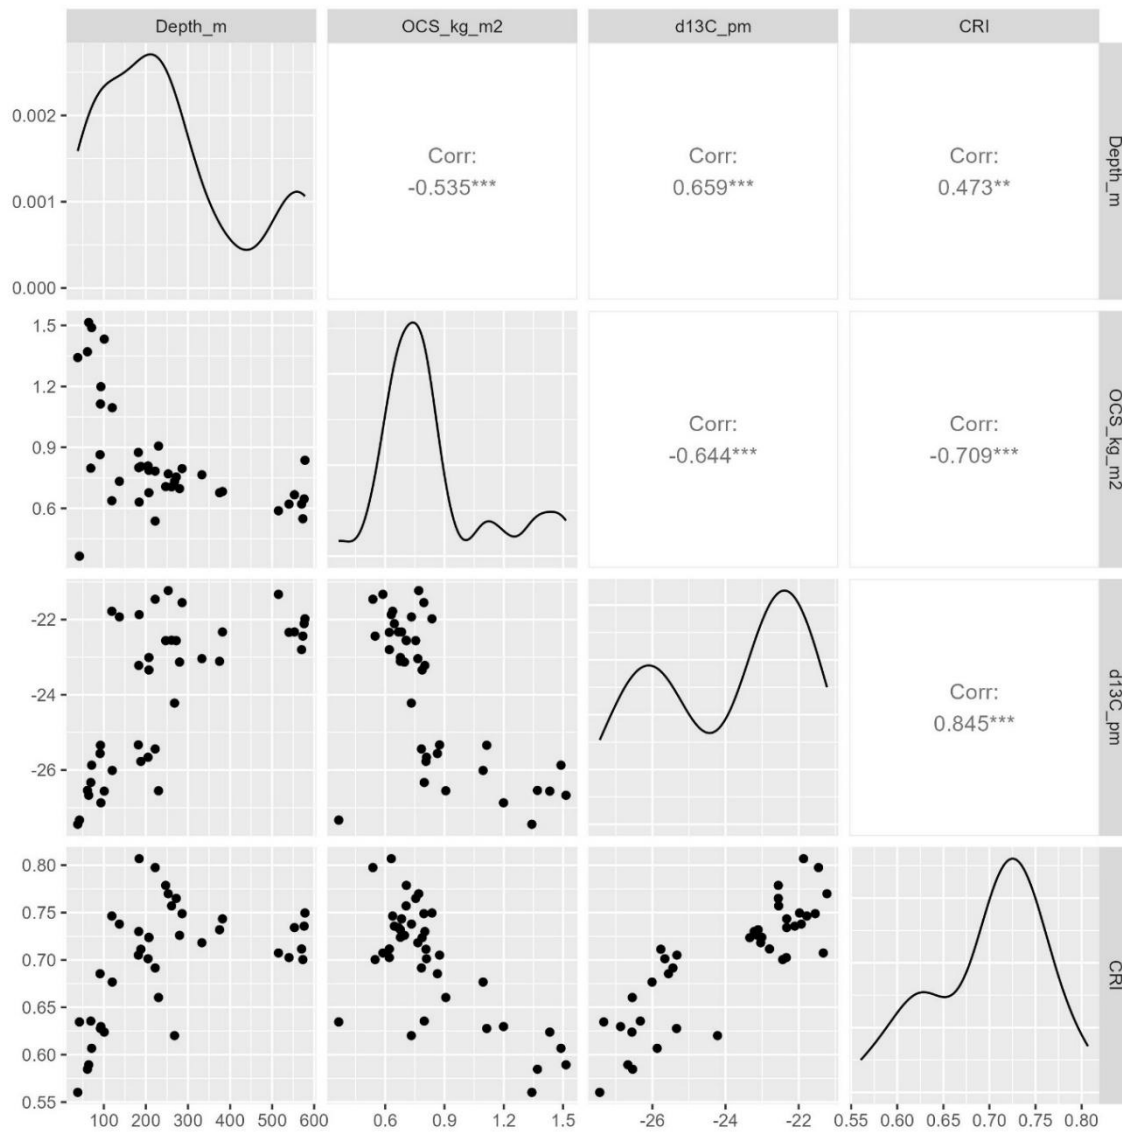 Depth_m OCS_kg_m2 d13C_pm CRI
0.002
0.001
0.000
Corr:
-0.535***
Corr:
0.659***
Corr:
0.473**
Depth_m
1.5
1.2
0.9
0.6
Corr:
-0.644***
Corr:
-0.709***
OCS_kg_m2
-22
-24
-26
Corr:
0.845***
d13C_pm
0.80
0.75
0.70
0.65
0.60
0.55
CRI
100 200 300 400 500 600
0.6 0.9 1.2 1.5
-26 -24 -22
0.55 0.60 0.65 0.70 0.75 0.80